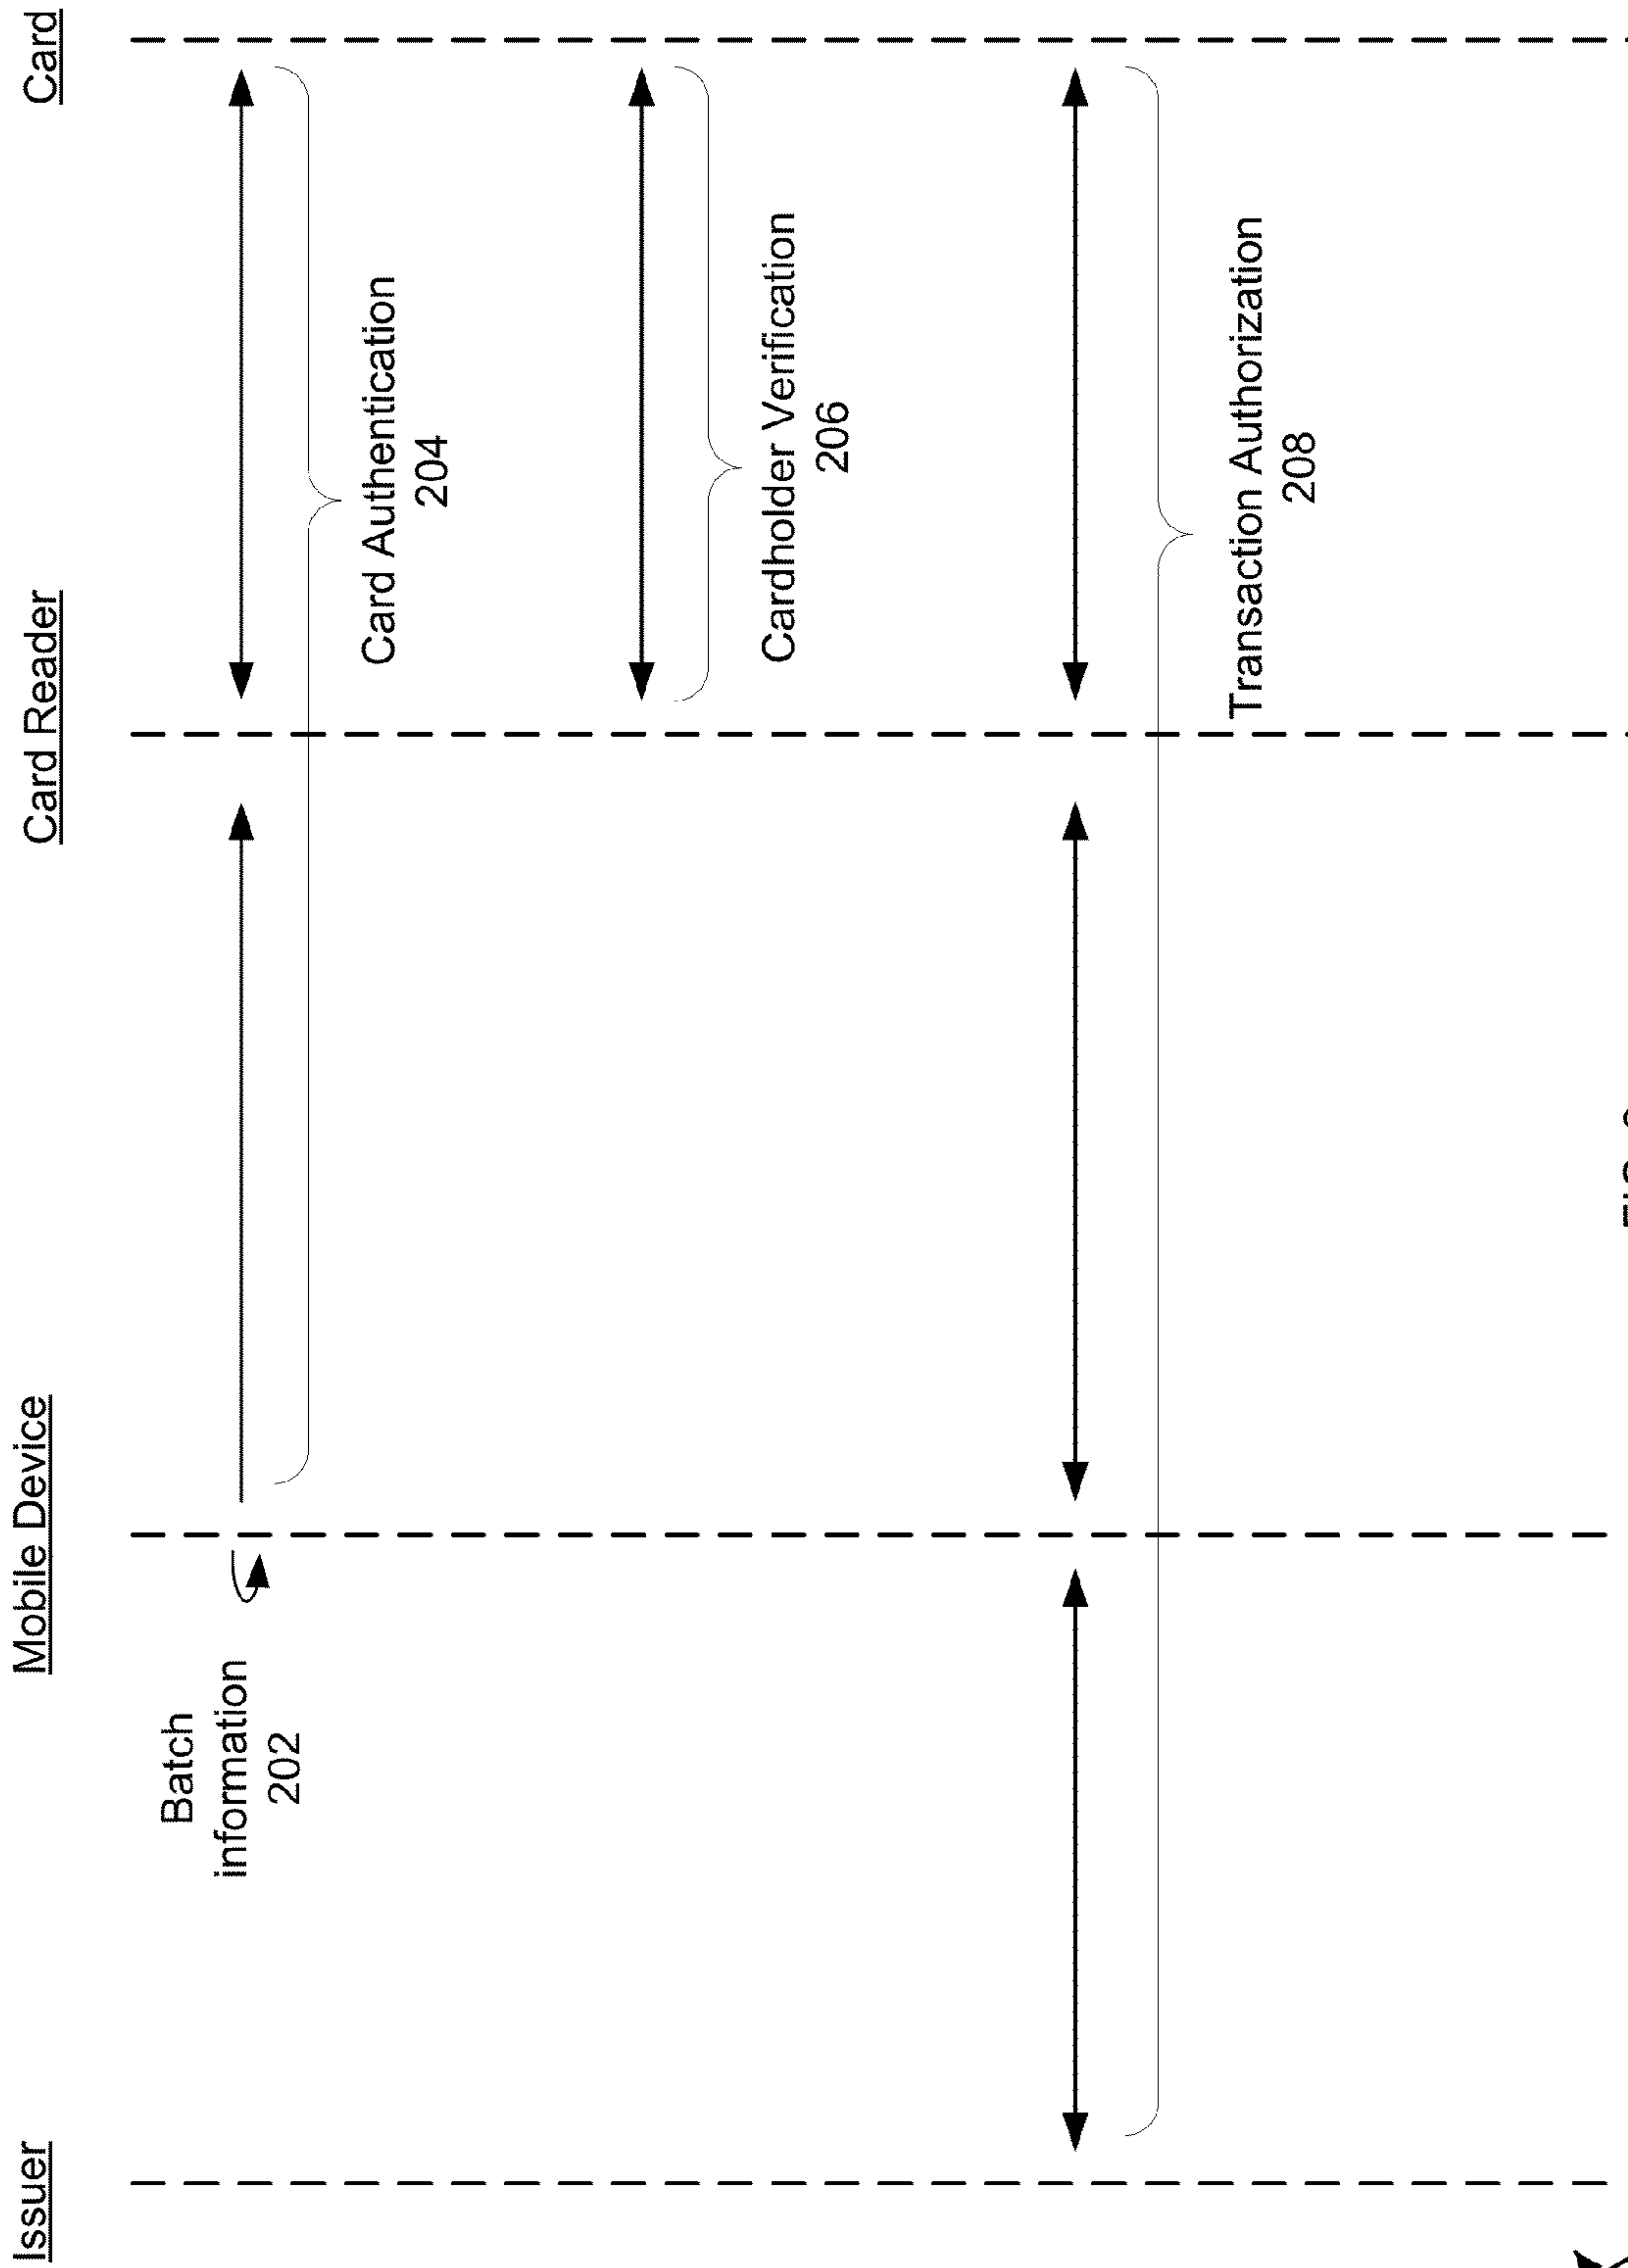 Issuer
Mobile Device
Card Reader
Card
Batch
information
202
Card Authentication
204
Cardholder Verification
206
Transaction Authorization
208